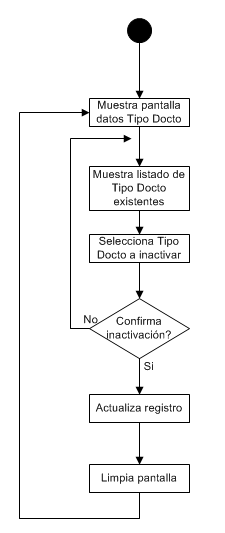 Muestra pantalla
datos Tipo Docto
Muestra listado de
Tipo Docto
existentes
Selecciona Tipo
Docto a inactivar
Confirma
inactivación?
No
Si
Actualiza registro
Limpia pantalla